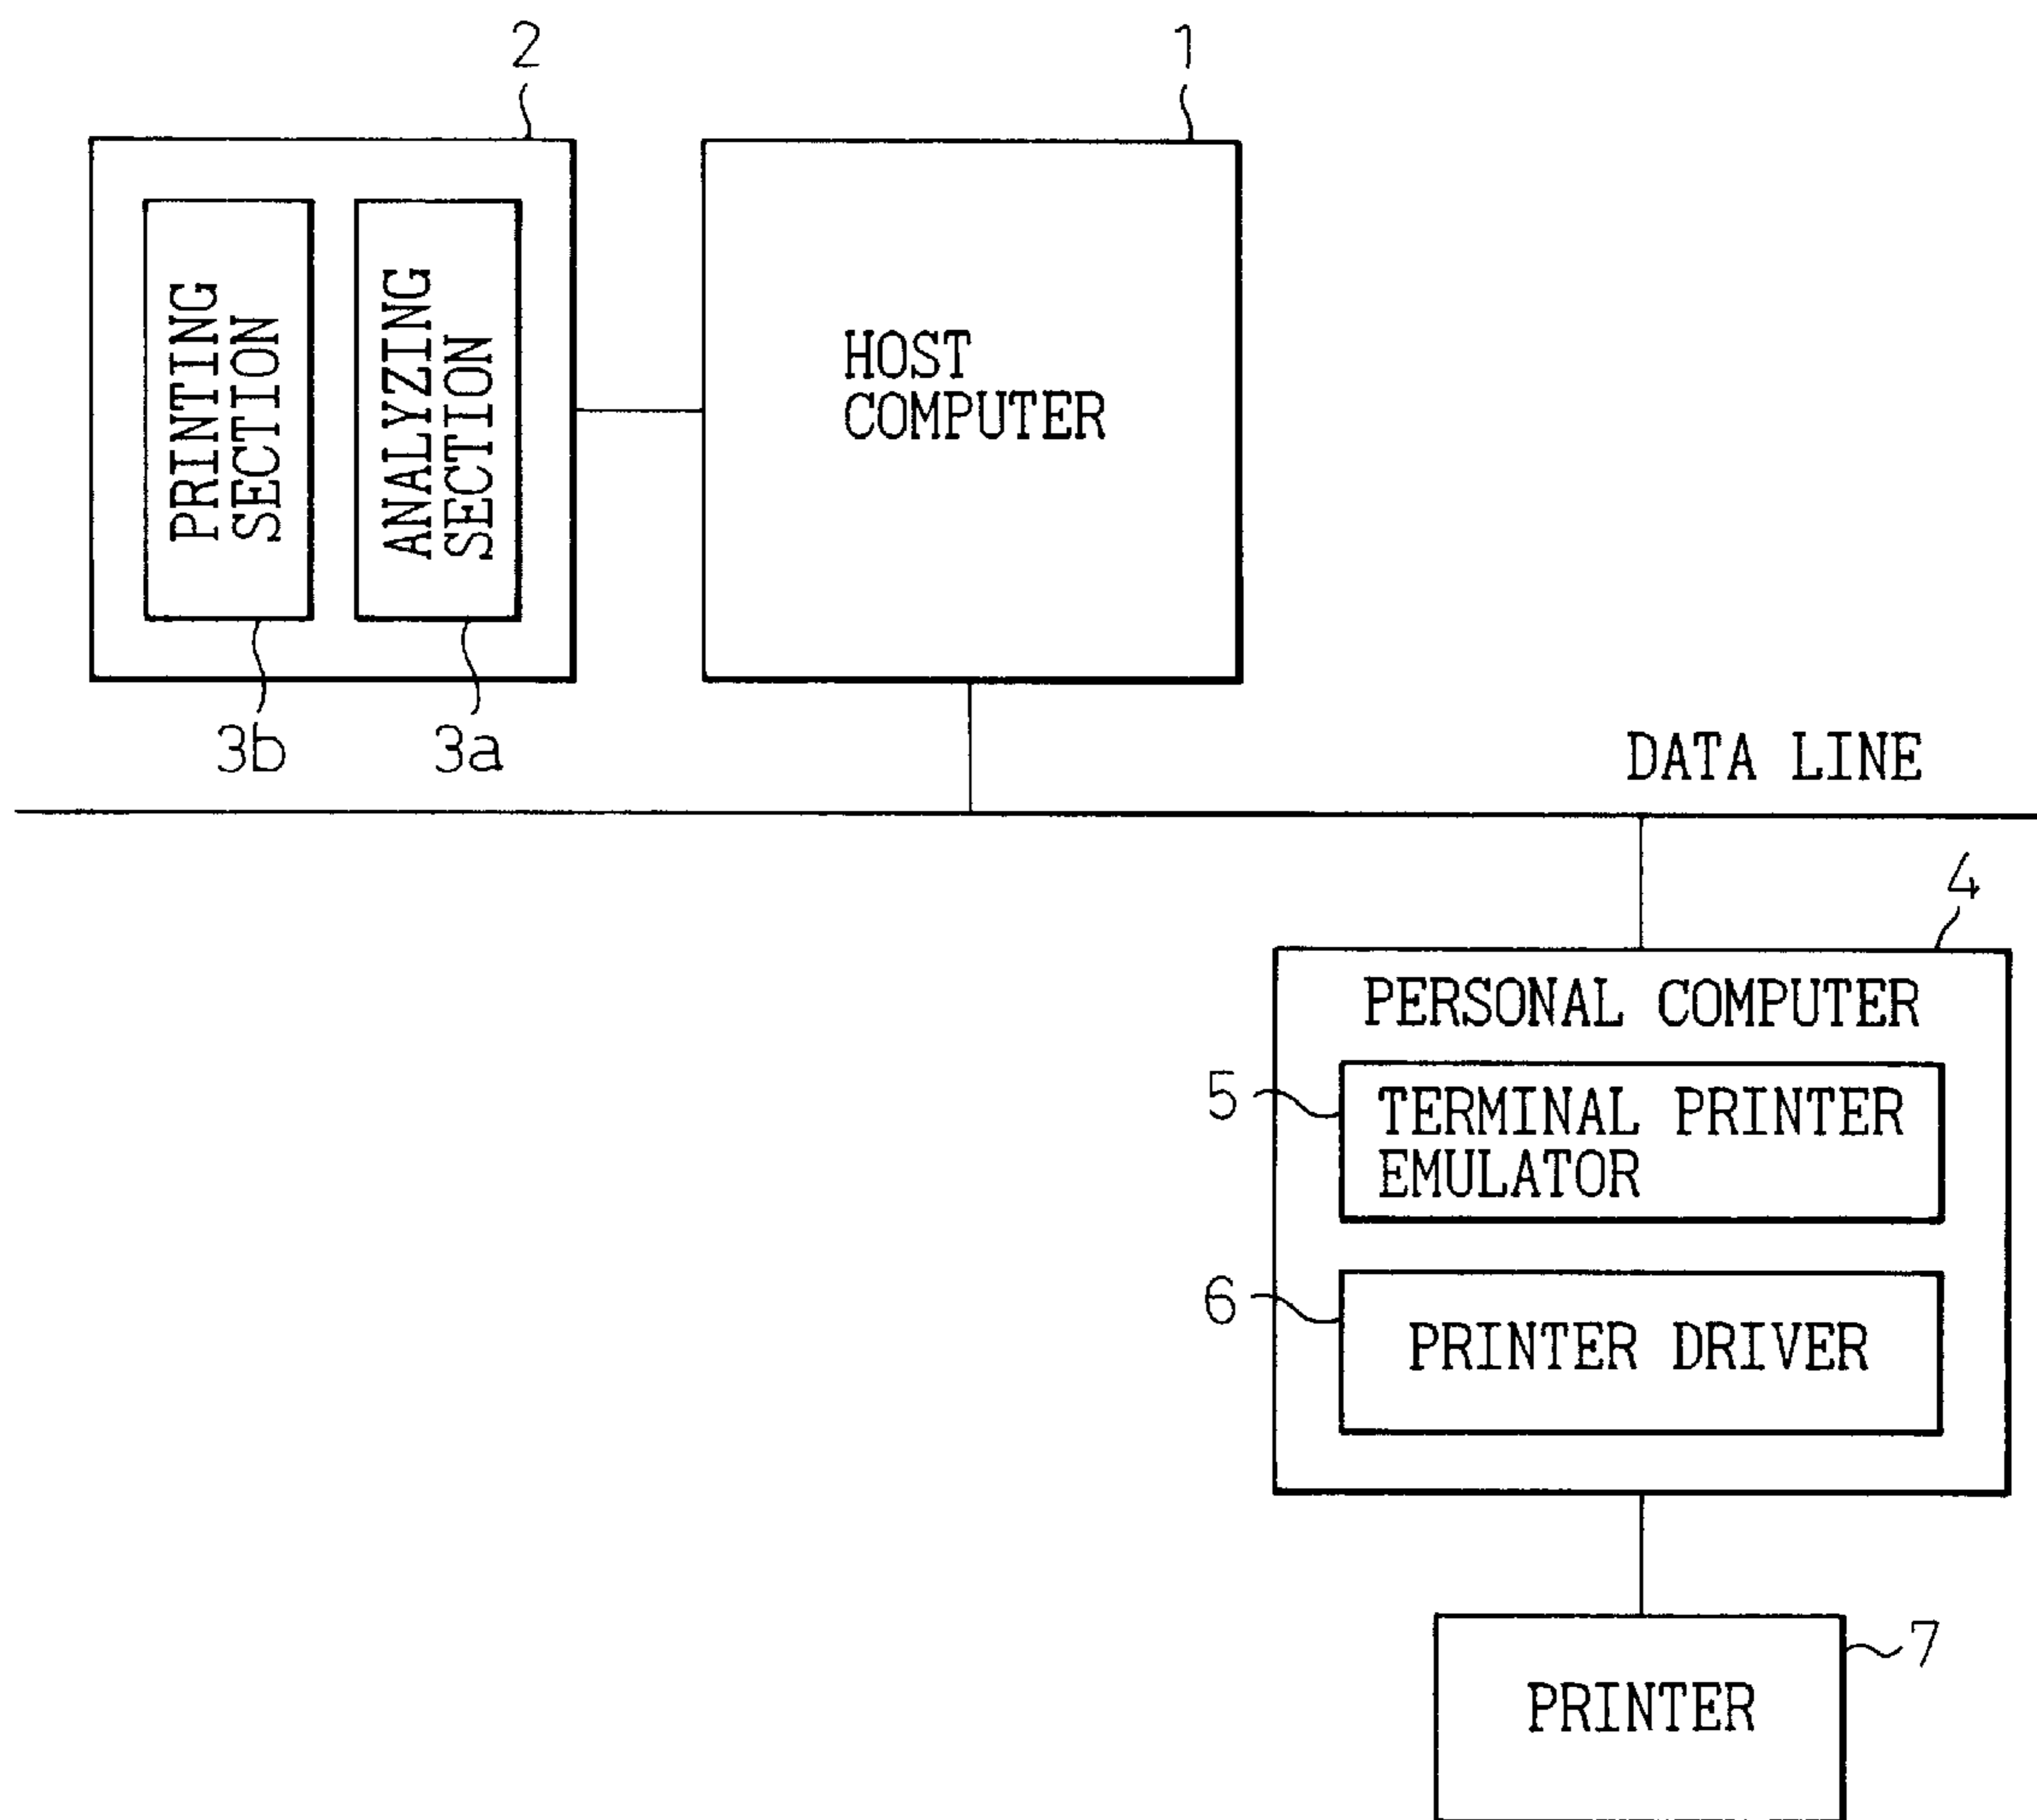 2
1
PRINTING
SECTION
ANALYZING
SECTION
HOST
COMPUTER
3b
3a
DATA LINE
4
PERSONAL COMPUTER
5
TERMINAL PRINTER
EMULATOR
6
PRINTER DRIVER
7
PRINTER